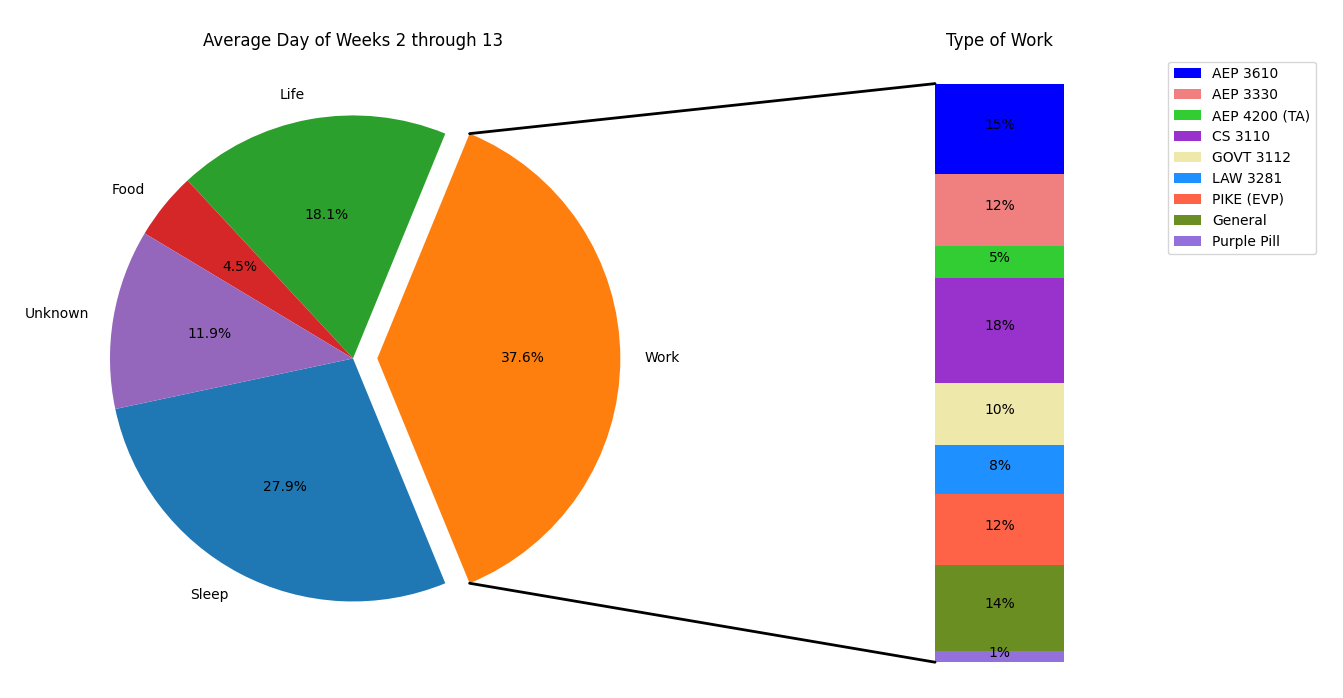 Average Day of Weeks 2 through 13
Life
Food
18.1%
4.5%
Unknown
11.9%
37.6%
Work
27.9%
Sleep
Type of Work
15%
12%
5%
18%
10%
8%
12%
14%
1%
AEP 3610
AEP 3330
AEP 4200 (TA)
CS 3110
GOVT 3112
LAW 3281
PIKE (EVP)
General
Purple Pill